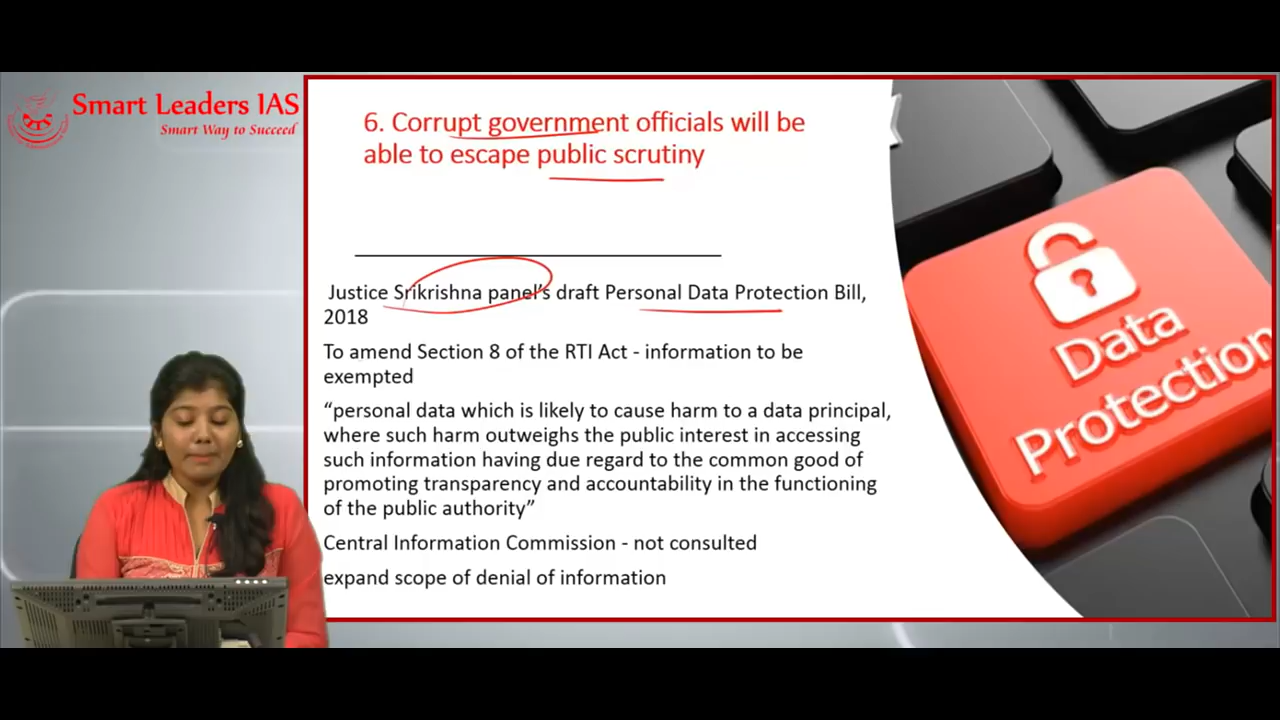 Smart Leaders IAS
Smart Way to Succeed
6. Corrupt government officials will be
able to escape public scrutiny
Justice Srikrishna panel's draft Personal Data Protection Bill,
2018
To amend Section 8 of the RTI Act - information to be
exempted
“personal data which is likely to cause harm to a data principal,
where such harm outweighs the public interest in accessing
such information having due regard to the common good of
promoting transparency and accountability in the functioning
of the public authority”
Central Information Commission - not consulted
expand scope of denial of information
Data
Protection